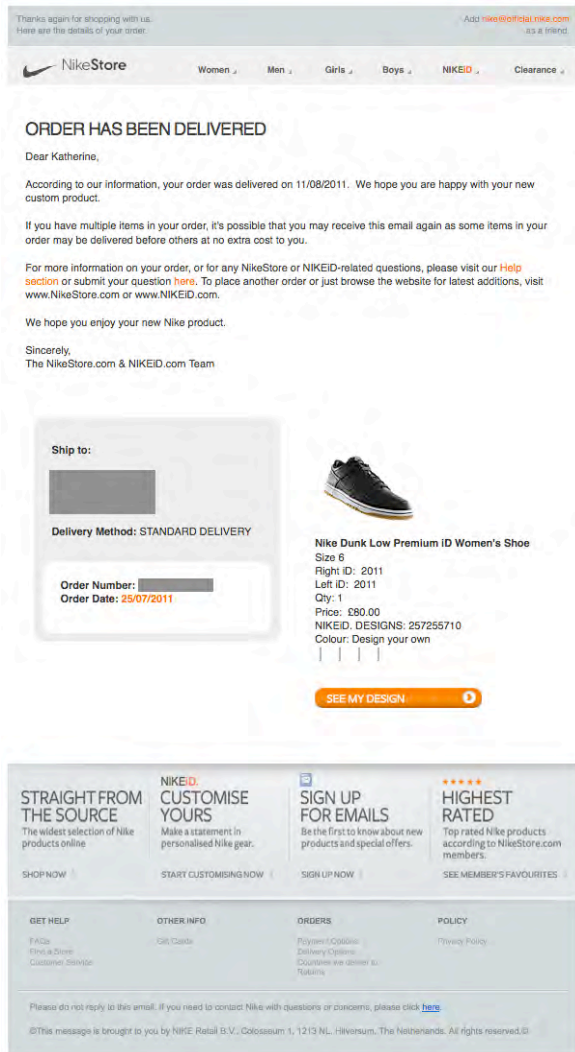 Thanks again for shopping with us.
Here are the details of your order.
Add nike@official.nike.com
as a friend.
NikeStore
Women
Men
Girls
Boys
NIKEiD
Clearance
ORDER HAS BEEN DELIVERED
Dear Katherine,
According to our information, your order was delivered on 11/08/2011. We hope you are happy with your new
custom product.
If you have multiple items in your order, it's possible that you may receive this email again as some items in your
order may be delivered before others at no extra cost to you.
For more information on your order, or for any NikeStore or NIKEiD-related questions, please visit our Help
section or submit your question here. To place another order or just browse the website for latest additions, visit
www.NikeStore.com or www.NIKEiD.com.
We hope you enjoy your new Nike product.
Sincerely,
The NikeStore.com & NIKEiD.com Team
Ship to:
Delivery Method: STANDARD DELIVERY
Order Number:
Order Date: 25/07/2011
Nike Dunk Low Premium iD Women's Shoe
Size 6
Right iD: 2011
Left iD: 2011
Qty: 1
Price: £80.00
NIKEiD. DESIGNS: 257255710
Colour: Design your own
| | | |
SEE MY DESIGN
STRAIGHT FROM
THE SOURCE
The widest selection of Nike
products online
SHOP NOW
NIKEiD.
CUSTOMISE
YOURS
Make a statement in
personalised Nike gear.
START CUSTOMISING NOW
SIGN UP
FOR EMAILS
Be the first to know about new
products and special offers.
SIGN UP NOW
HIGHEST
RATED
Top rated Nike products
according to NikeStore.com
members.
SEE MEMBER'S FAVOURITES
GET HELP
FAQs
Find a Store
Customer Service
OTHER INFO
Gift Cards
ORDERS
Payment Options
Delivery Options
Countries we deliver to
Returns
POLICY
Privacy Policy
Please do not reply to this email. If you need to contact Nike with questions or concerns, please click here.
©This message is brought to you by NIKE Retail B.V., Colosseum 1, 1213 NL, Hilversum, The Netherlands. All rights reserved.©